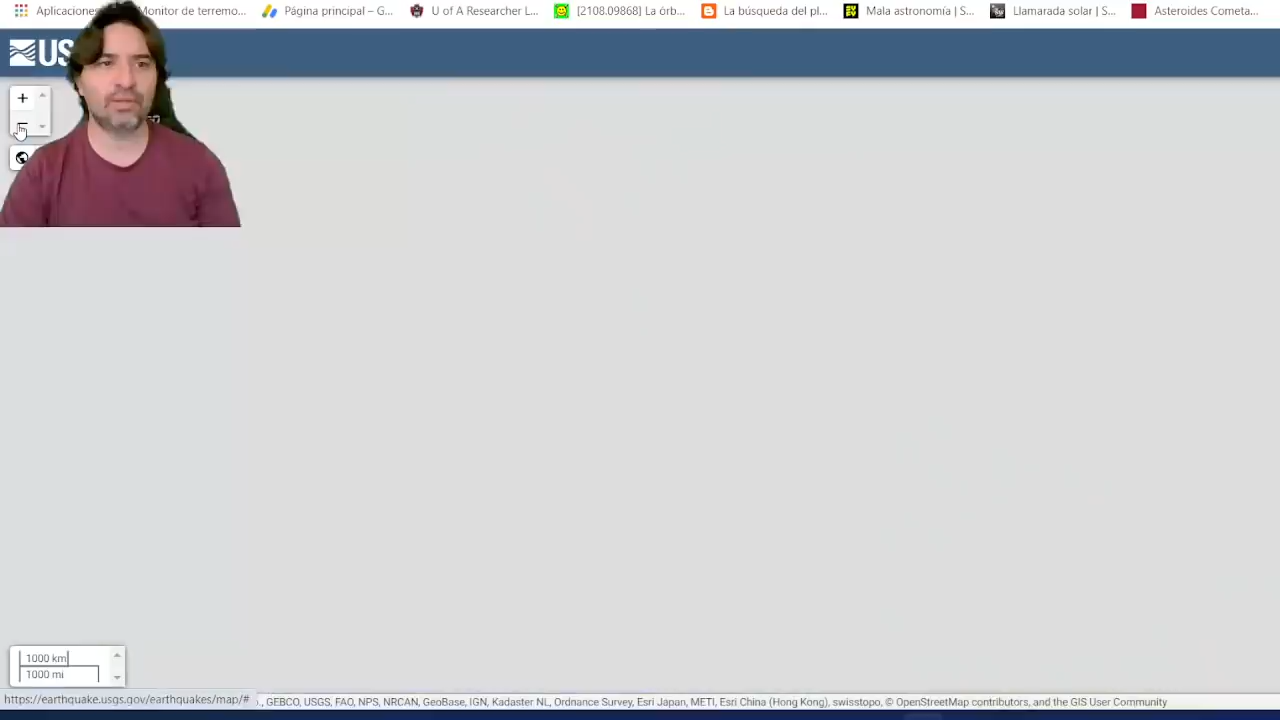 Aplicaciones
Monitor de terremo...
Página principal – G...
U of A Researcher L...
[2108.09868] La órb...
La búsqueda del pl...
Mala astronomía | S...
Llamarada solar | S...
Asteroides Cometa...
US
+
1000 km
1000 mi
https://earthquake.usgs.gov/earthquakes/map/#
., GEBCO, USGS, FAO, NPS, NRCAN, GeoBase, IGN, Kadaster NL, Ordnance Survey, Esri Japan, METI, Esri China (Hong Kong), swisstopo, © OpenStreetMap contributors, and the GIS User Community